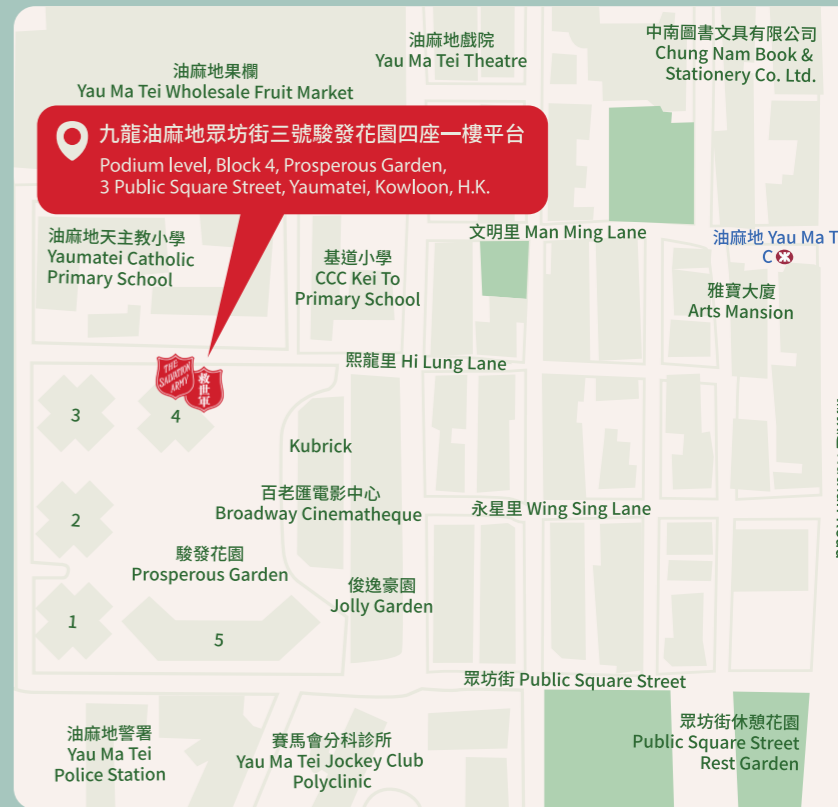 油麻地戲院
Yau Ma Tei Theatre
中南圖書文具有限公司
Chung Nam Book &
Stationery Co. Ltd.
油麻地果欄
Yau Ma Tei Wholesale Fruit Market
九龍油麻地眾坊街三號駿發花園四座一樓平台
Podium level, Block 4, Prosperous Garden,
3 Public Square Street, Yaumatei, Kowloon, H.K.
油麻地天主教小學
Yaumatei Catholic
Primary School
基道小學
CCC Kei To
Primary School
文明里 Man Ming Lane
油麻地 Yau Ma T
C
雅寶大廈
Arts Mansion
熙龍里 Hi Lung Lane
THE
SALVATION
ARMY
救世軍
3
4
Kubrick
百老匯電影中心
Broadway Cinematheque
永星里 Wing Sing Lane
2
駿發花園
Prosperous Garden
俊逸豪園
Jolly Garden
1
5
眾坊街 Public Square Street
油麻地警署
Yau Ma Tei
Police Station
賽馬會分科診所
Yau Ma Tei Jockey Club
Polyclinic
眾坊街休憩花園
Public Square Street
Rest Garden